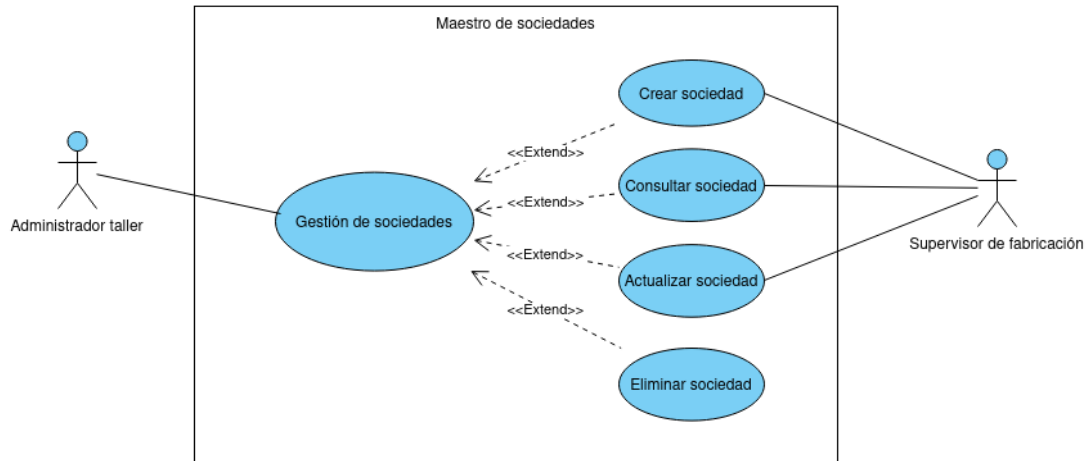 Maestro de sociedades
Crear sociedad
<<Extend>>
Consultar sociedad
<<Extend>>
Administrador taller
Gestión de sociedades
Supervisor de fabricación
<<Extend>>
Actualizar sociedad
<<Extend>>
Eliminar sociedad